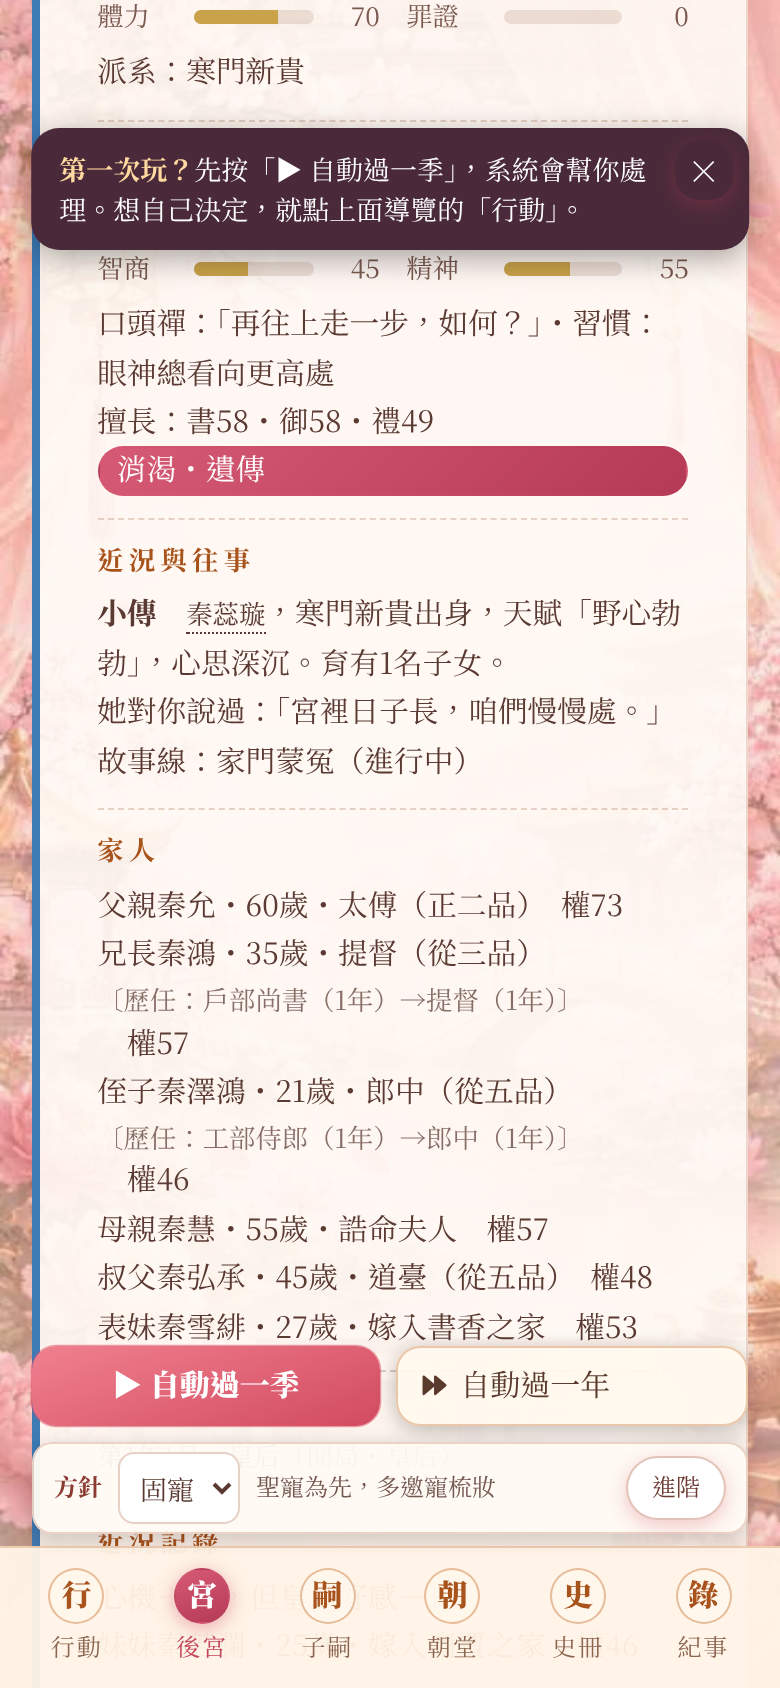 體力 70 罪證 0
派系：寒門新貴
第一次玩？先按「▶ 自動過一季」，系統會幫你處
理。想自己決定，就點上面導覽的「行動」。
智商 45 精神 55
口頭禪：「再往上走一步，如何？」・習慣：
眼神總看向更高處
擅長：書58・御58・禮49
消渴・遺傳
近況與往事
小傳 秦蕊璇，寒門新貴出身，天賦「野心勃
勃」，心思深沉。育有1名子女。
她對你說過：「宮裡日子長，咱們慢慢處。」
故事線：家門蒙冤（進行中）
家人
父親秦允・60歲・太傅（正二品） 權73
兄長秦鴻・35歲・提督（從三品）
〔歷任：戶部尚書（1年）→提督（1年）〕
權57
侄子秦澤鴻・21歲・郎中（從五品）
〔歷任：工部侍郎（1年）→郎中（1年）〕
權46
母親秦慧・55歲・誥命夫人 權57
叔父秦弘承・45歲・道臺（從五品） 權48
表妹秦雪緋・27歲・嫁入書香之家 權53
▶ 自動過一季 自動過一年
方針 固寵 聖寵為先，多邀寵梳妝 進階
近況記錄
行 宮 嗣 朝 史 錄
行動 後宮 子嗣 朝堂 史冊 紀事